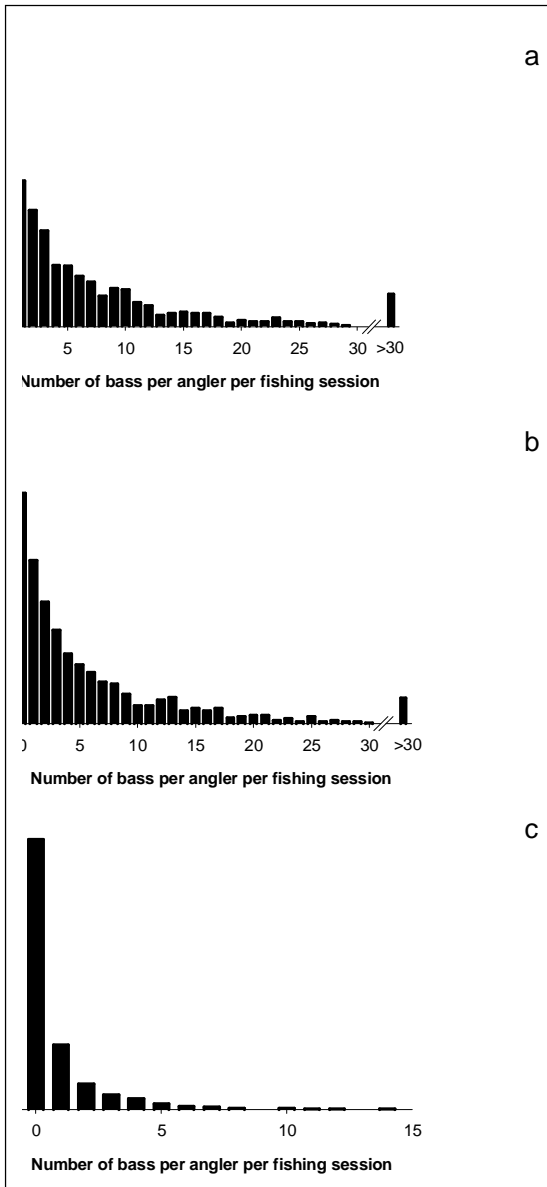 a
5 10 15 20 25 30 >30
Number of bass per angler per fishing session
b
0 5 10 15 20 25 30 >30
Number of bass per angler per fishing session
c
0 5 10 15
Number of bass per angler per fishing session